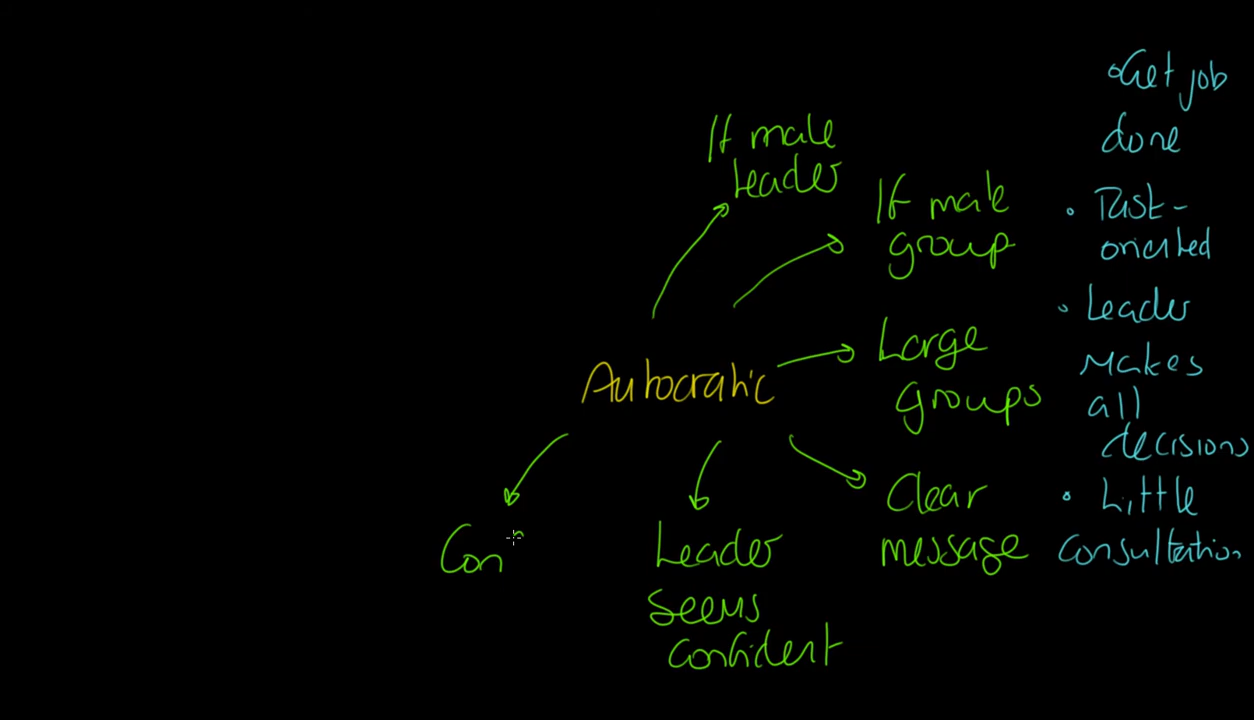 If male
leader
If male
group
Large
groups
Clear
message
Autocratic
Leader
seems
confident
Con
• Get job
done
• Task-
oriented
• Leader
makes
all
decisions
• Little
consultation